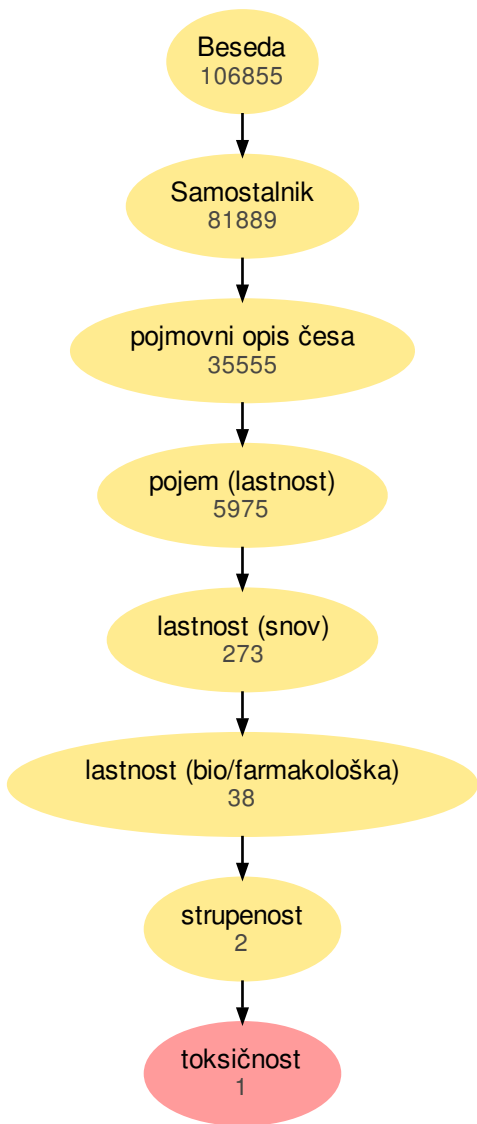 Beseda
106855
Samostalnik
81889
pojmovni opis česa
35555
pojem (lastnost)
5975
lastnost (snov)
273
lastnost (bio/farmakološka)
38
strupenost
2
toksičnost
1